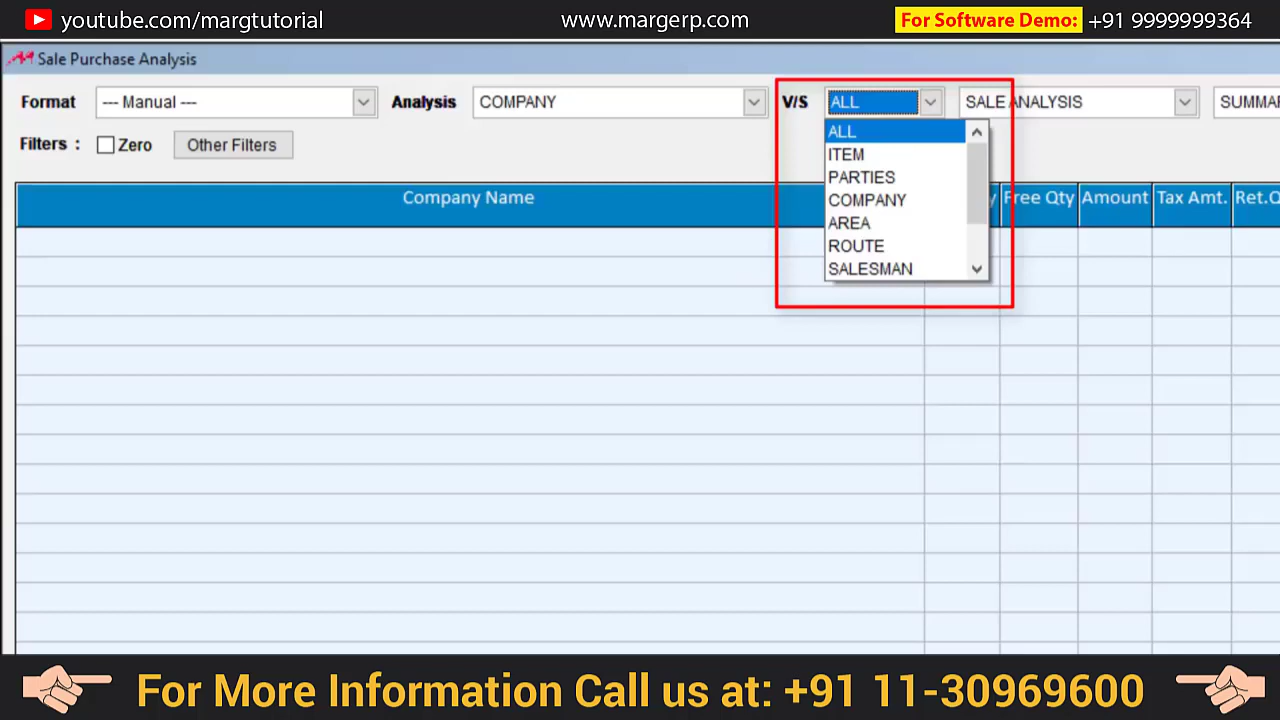 youtube.com/margtutorial www.margerp.com For Software Demo: +91 9999999364
Sale Purchase Analysis
Format --- Manual --- Analysis COMPANY V/S ALL SALE ANALYSIS
Filters : Zero Other Filters
ALL
ITEM
PARTIES
COMPANY
AREA
ROUTE
SALESMAN
Company Name Free Qty Amount Tax Amt.
For More Information Call us at: +91 11-30969600